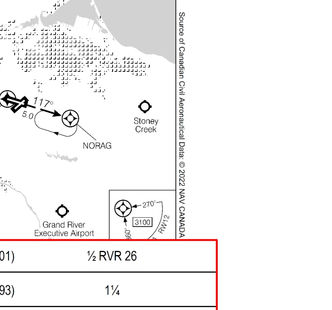 Source of Canadian Civil Aeronautical Data: © 2022 NAV CANADA
117°
5.0
Stoney
Creek
NORAG
270°
3100
RW12
060
Grand River
Executive Airport
01)
½ RVR 26
93)
1¼